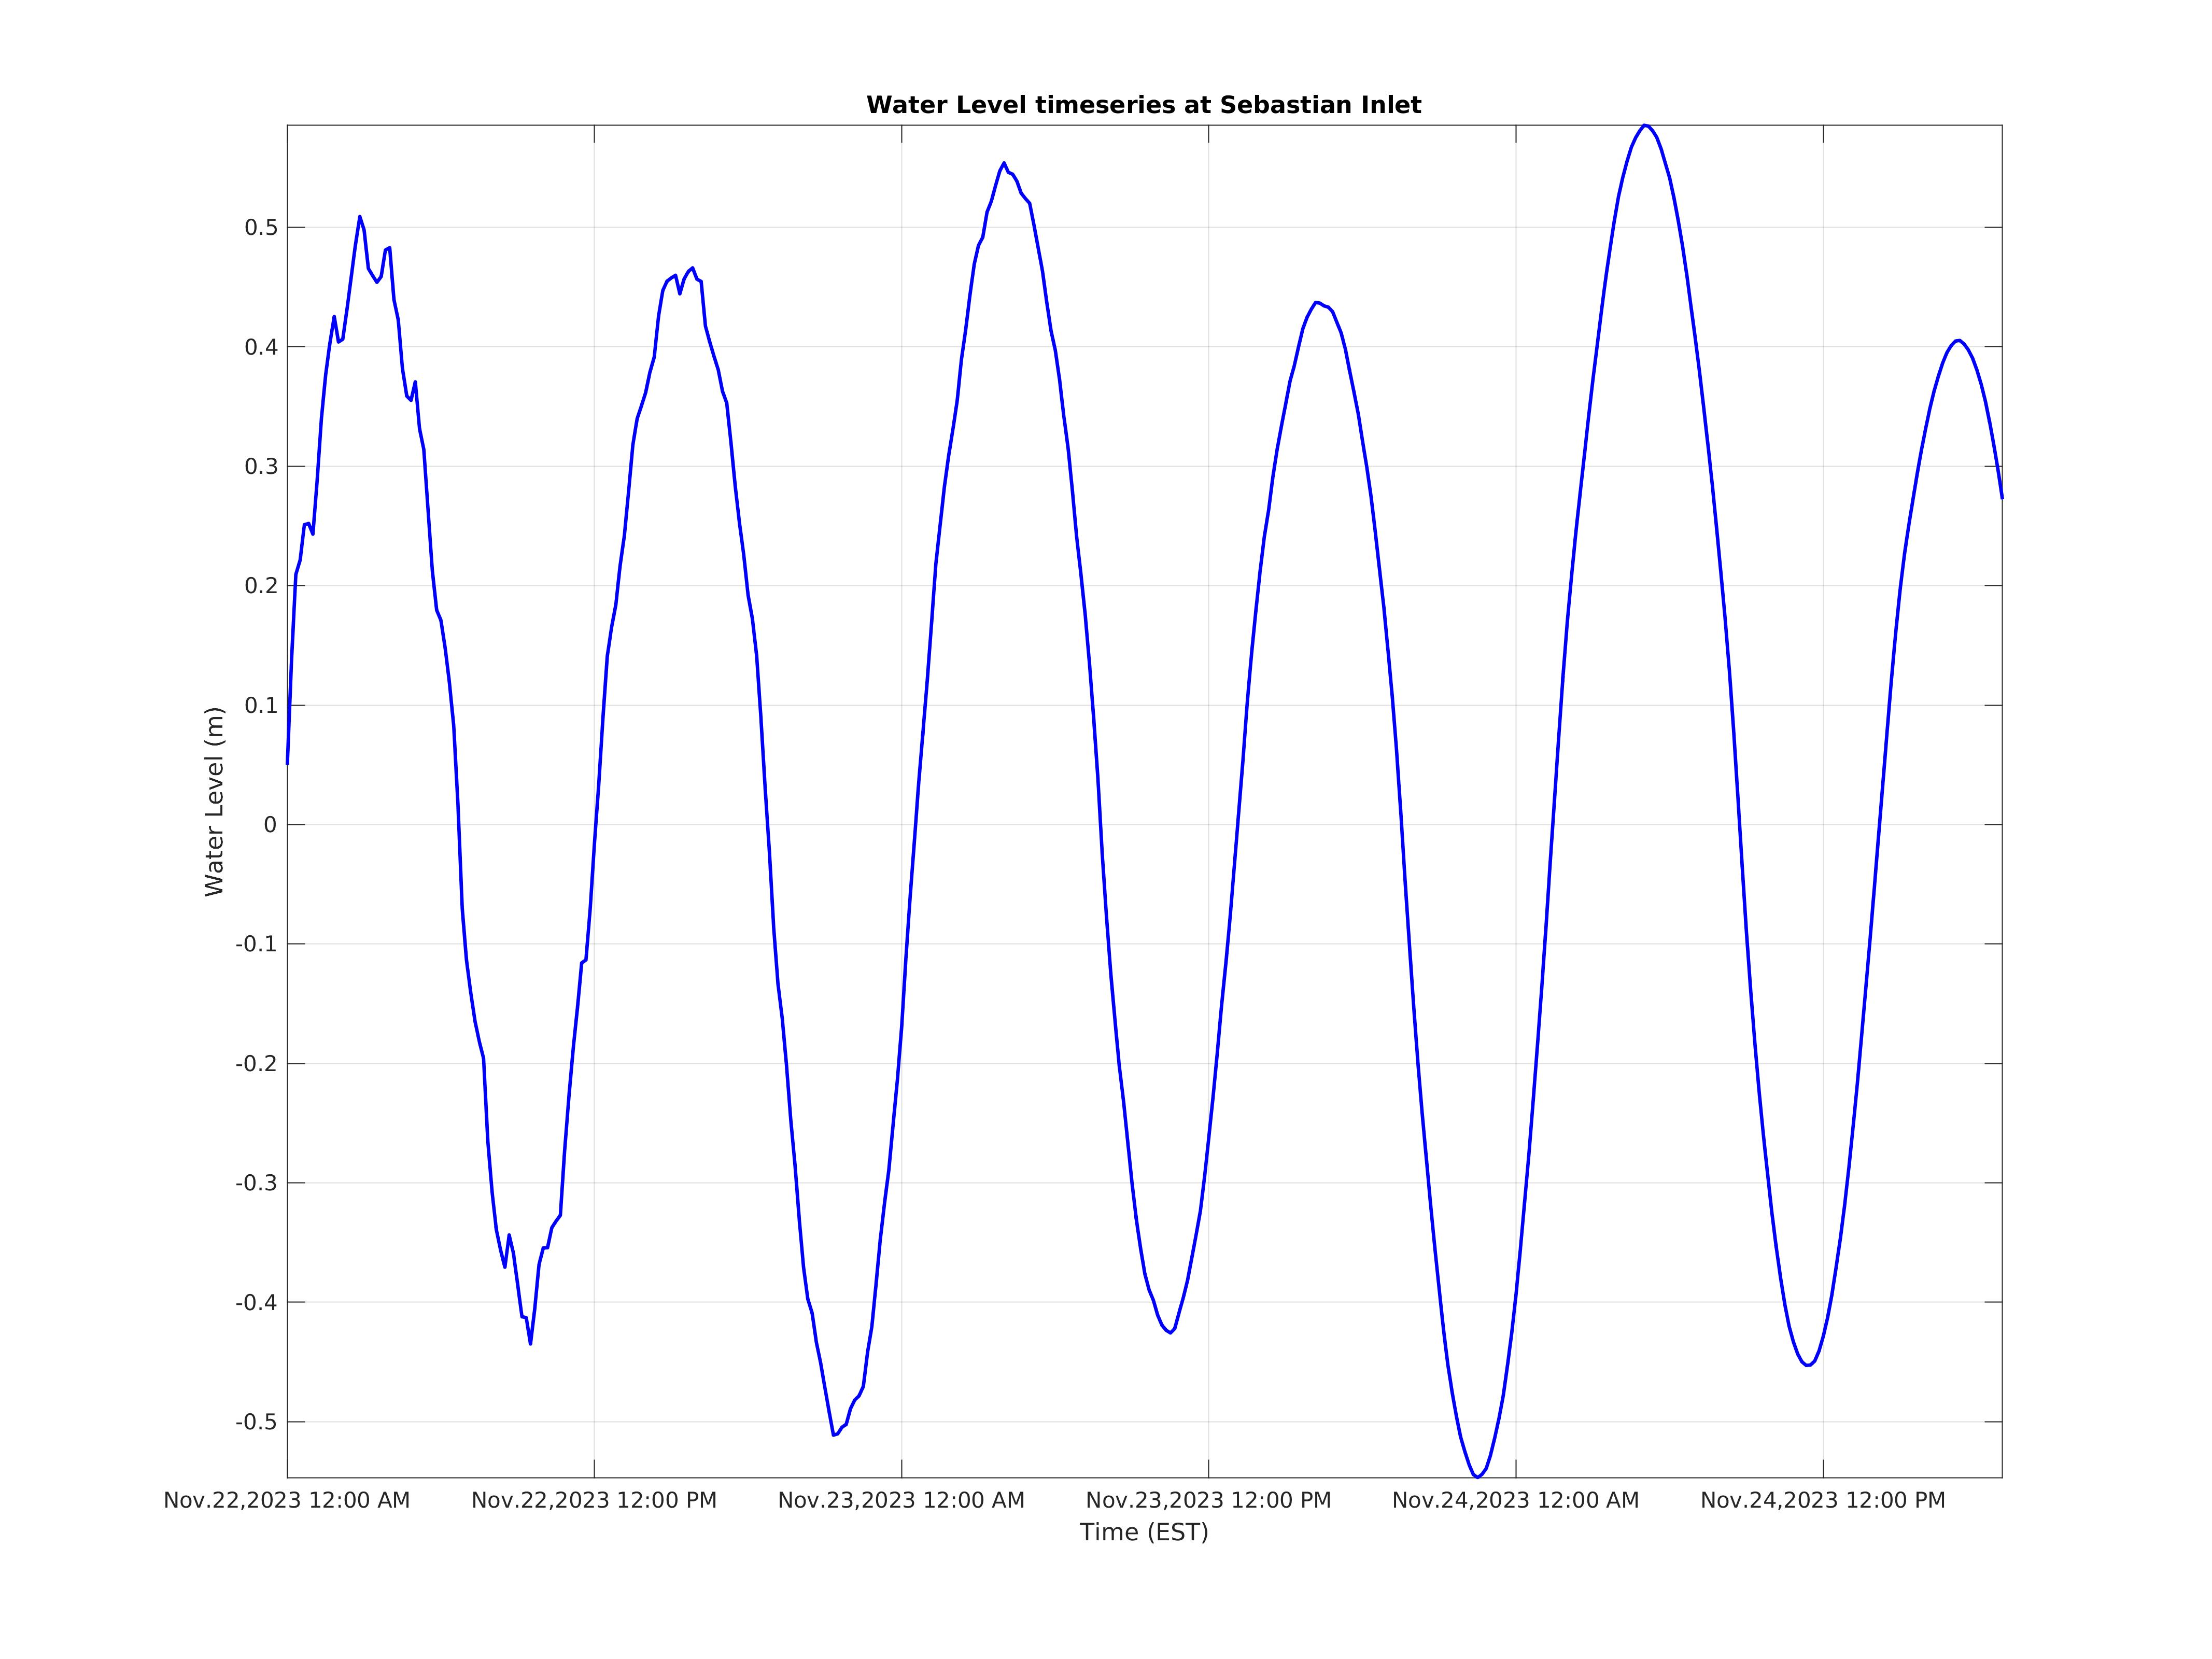 Water Level timeseries at Sebastian Inlet
0.5
0.4
0.3
0.2
0.1
0
-0.1
-0.2
-0.3
-0.4
-0.5
Water Level (m)
Nov.22,2023 12:00 AM
Nov.22,2023 12:00 PM
Nov.23,2023 12:00 AM
Nov.23,2023 12:00 PM
Nov.24,2023 12:00 AM
Nov.24,2023 12:00 PM
Time (EST)